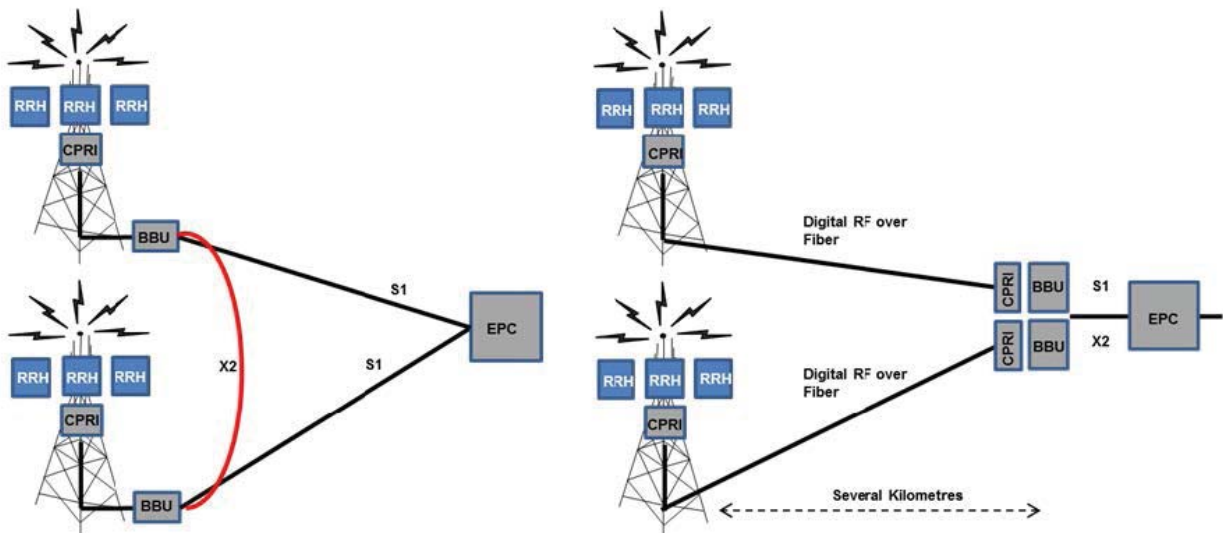 RRH RRH RRH
CPRI
BBU
S1
X2
S1
EPC
RRH RRH RRH
CPRI
BBU
RRH RRH RRH
CPRI
Digital RF over
Fiber
CPRI BBU
S1
X2
EPC
CPRI BBU
RRH RRH RRH
CPRI
Digital RF over
Fiber
Several Kilometres